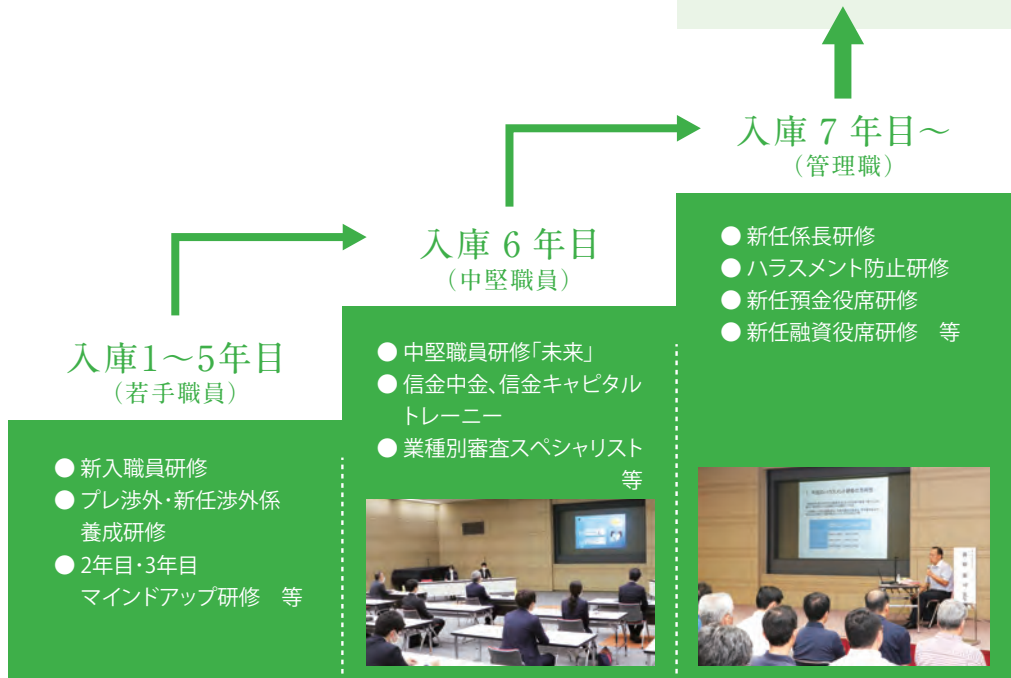 入庫1〜5年目
（若手職員）
● 新入職員研修
● プレ渉外・新任渉外係
養成研修
● 2年目・3年目
マインドアップ研修　等
入庫 6 年目
（中堅職員）
● 中堅職員研修「未来」
● 信金中金、信金キャピタル
トレーニー
● 業種別審査スペシャリスト
等
入庫 7 年目〜
（管理職）
● 新任係長研修
● ハラスメント防止研修
● 新任預金役席研修
● 新任融資役席研修　等